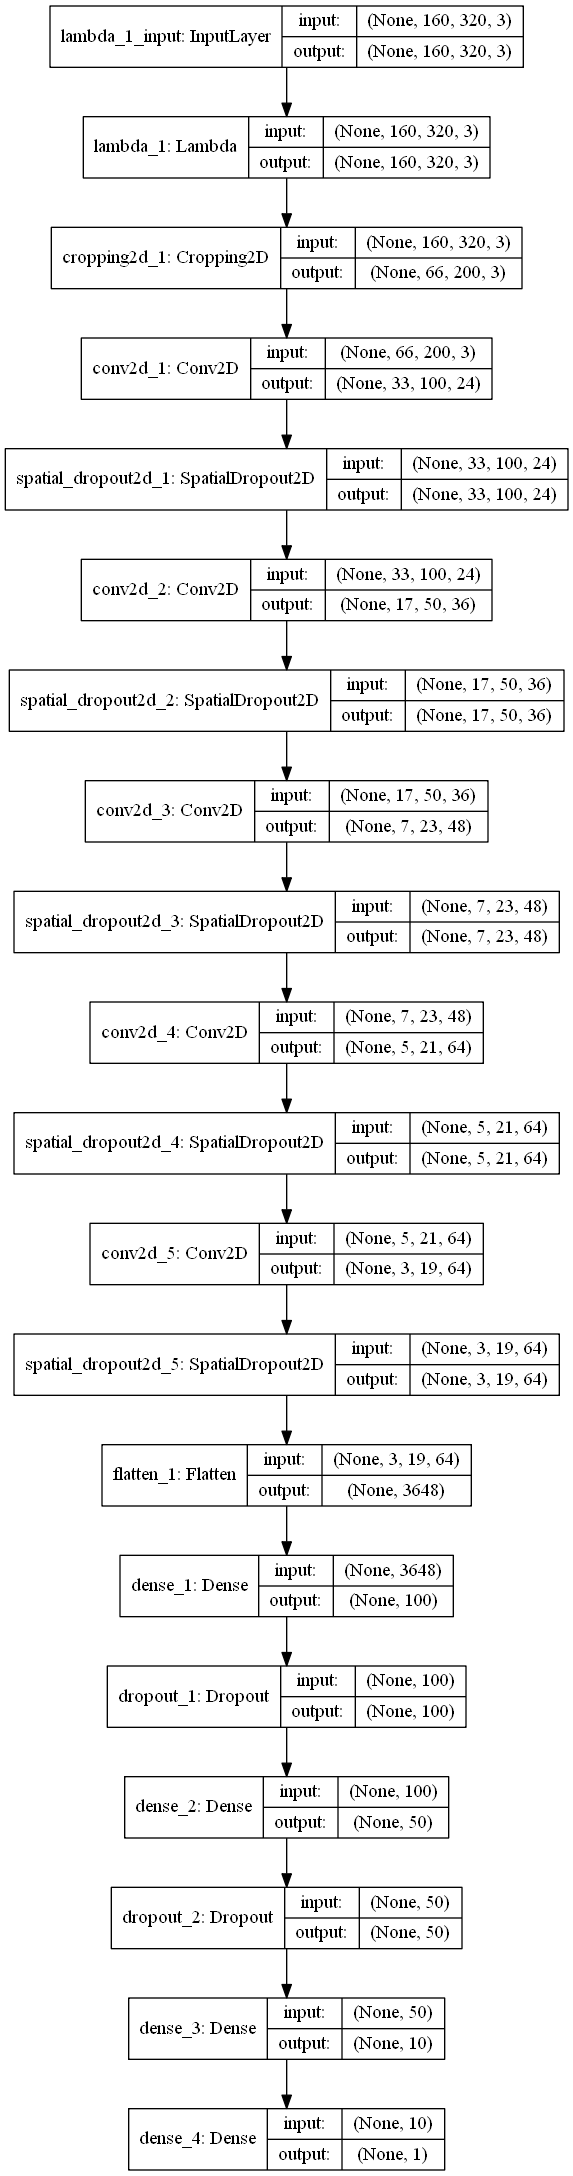 lambda_1_input: InputLayer
input: (None, 160, 320, 3)
output: (None, 160, 320, 3)
lambda_1: Lambda
input: (None, 160, 320, 3)
output: (None, 160, 320, 3)
cropping2d_1: Cropping2D
input: (None, 160, 320, 3)
output: (None, 66, 200, 3)
conv2d_1: Conv2D
input: (None, 66, 200, 3)
output: (None, 33, 100, 24)
spatial_dropout2d_1: SpatialDropout2D
input: (None, 33, 100, 24)
output: (None, 33, 100, 24)
conv2d_2: Conv2D
input: (None, 33, 100, 24)
output: (None, 17, 50, 36)
spatial_dropout2d_2: SpatialDropout2D
input: (None, 17, 50, 36)
output: (None, 17, 50, 36)
conv2d_3: Conv2D
input: (None, 17, 50, 36)
output: (None, 7, 23, 48)
spatial_dropout2d_3: SpatialDropout2D
input: (None, 7, 23, 48)
output: (None, 7, 23, 48)
conv2d_4: Conv2D
input: (None, 7, 23, 48)
output: (None, 5, 21, 64)
spatial_dropout2d_4: SpatialDropout2D
input: (None, 5, 21, 64)
output: (None, 5, 21, 64)
conv2d_5: Conv2D
input: (None, 5, 21, 64)
output: (None, 3, 19, 64)
spatial_dropout2d_5: SpatialDropout2D
input: (None, 3, 19, 64)
output: (None, 3, 19, 64)
flatten_1: Flatten
input: (None, 3, 19, 64)
output: (None, 3648)
dense_1: Dense
input: (None, 3648)
output: (None, 100)
dropout_1: Dropout
input: (None, 100)
output: (None, 100)
dense_2: Dense
input: (None, 100)
output: (None, 50)
dropout_2: Dropout
input: (None, 50)
output: (None, 50)
dense_3: Dense
input: (None, 50)
output: (None, 10)
dense_4: Dense
input: (None, 10)
output: (None, 1)